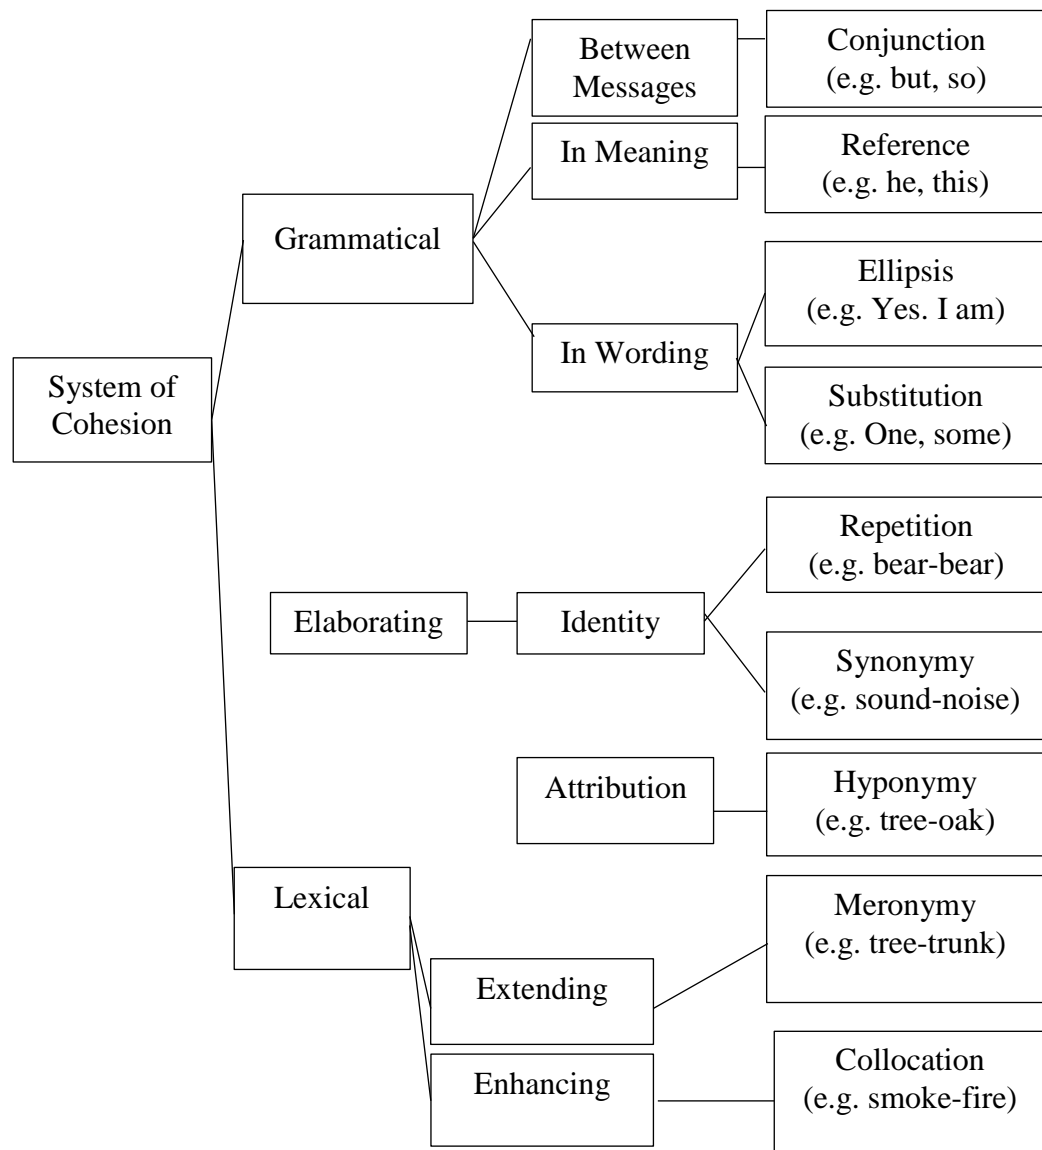 Between
Messages
Conjunction
(e.g. but, so)
In Meaning
Reference
(e.g. he, this)
Grammatical
Ellipsis
(e.g. Yes. I am)
In Wording
System of
Cohesion
Substitution
(e.g. One, some)
Repetition
(e.g. bear-bear)
Elaborating
Identity
Synonymy
(e.g. sound-noise)
Attribution
Hyponymy
(e.g. tree-oak)
Lexical
Meronymy
(e.g. tree-trunk)
Extending
Enhancing
Collocation
(e.g. smoke-fire)